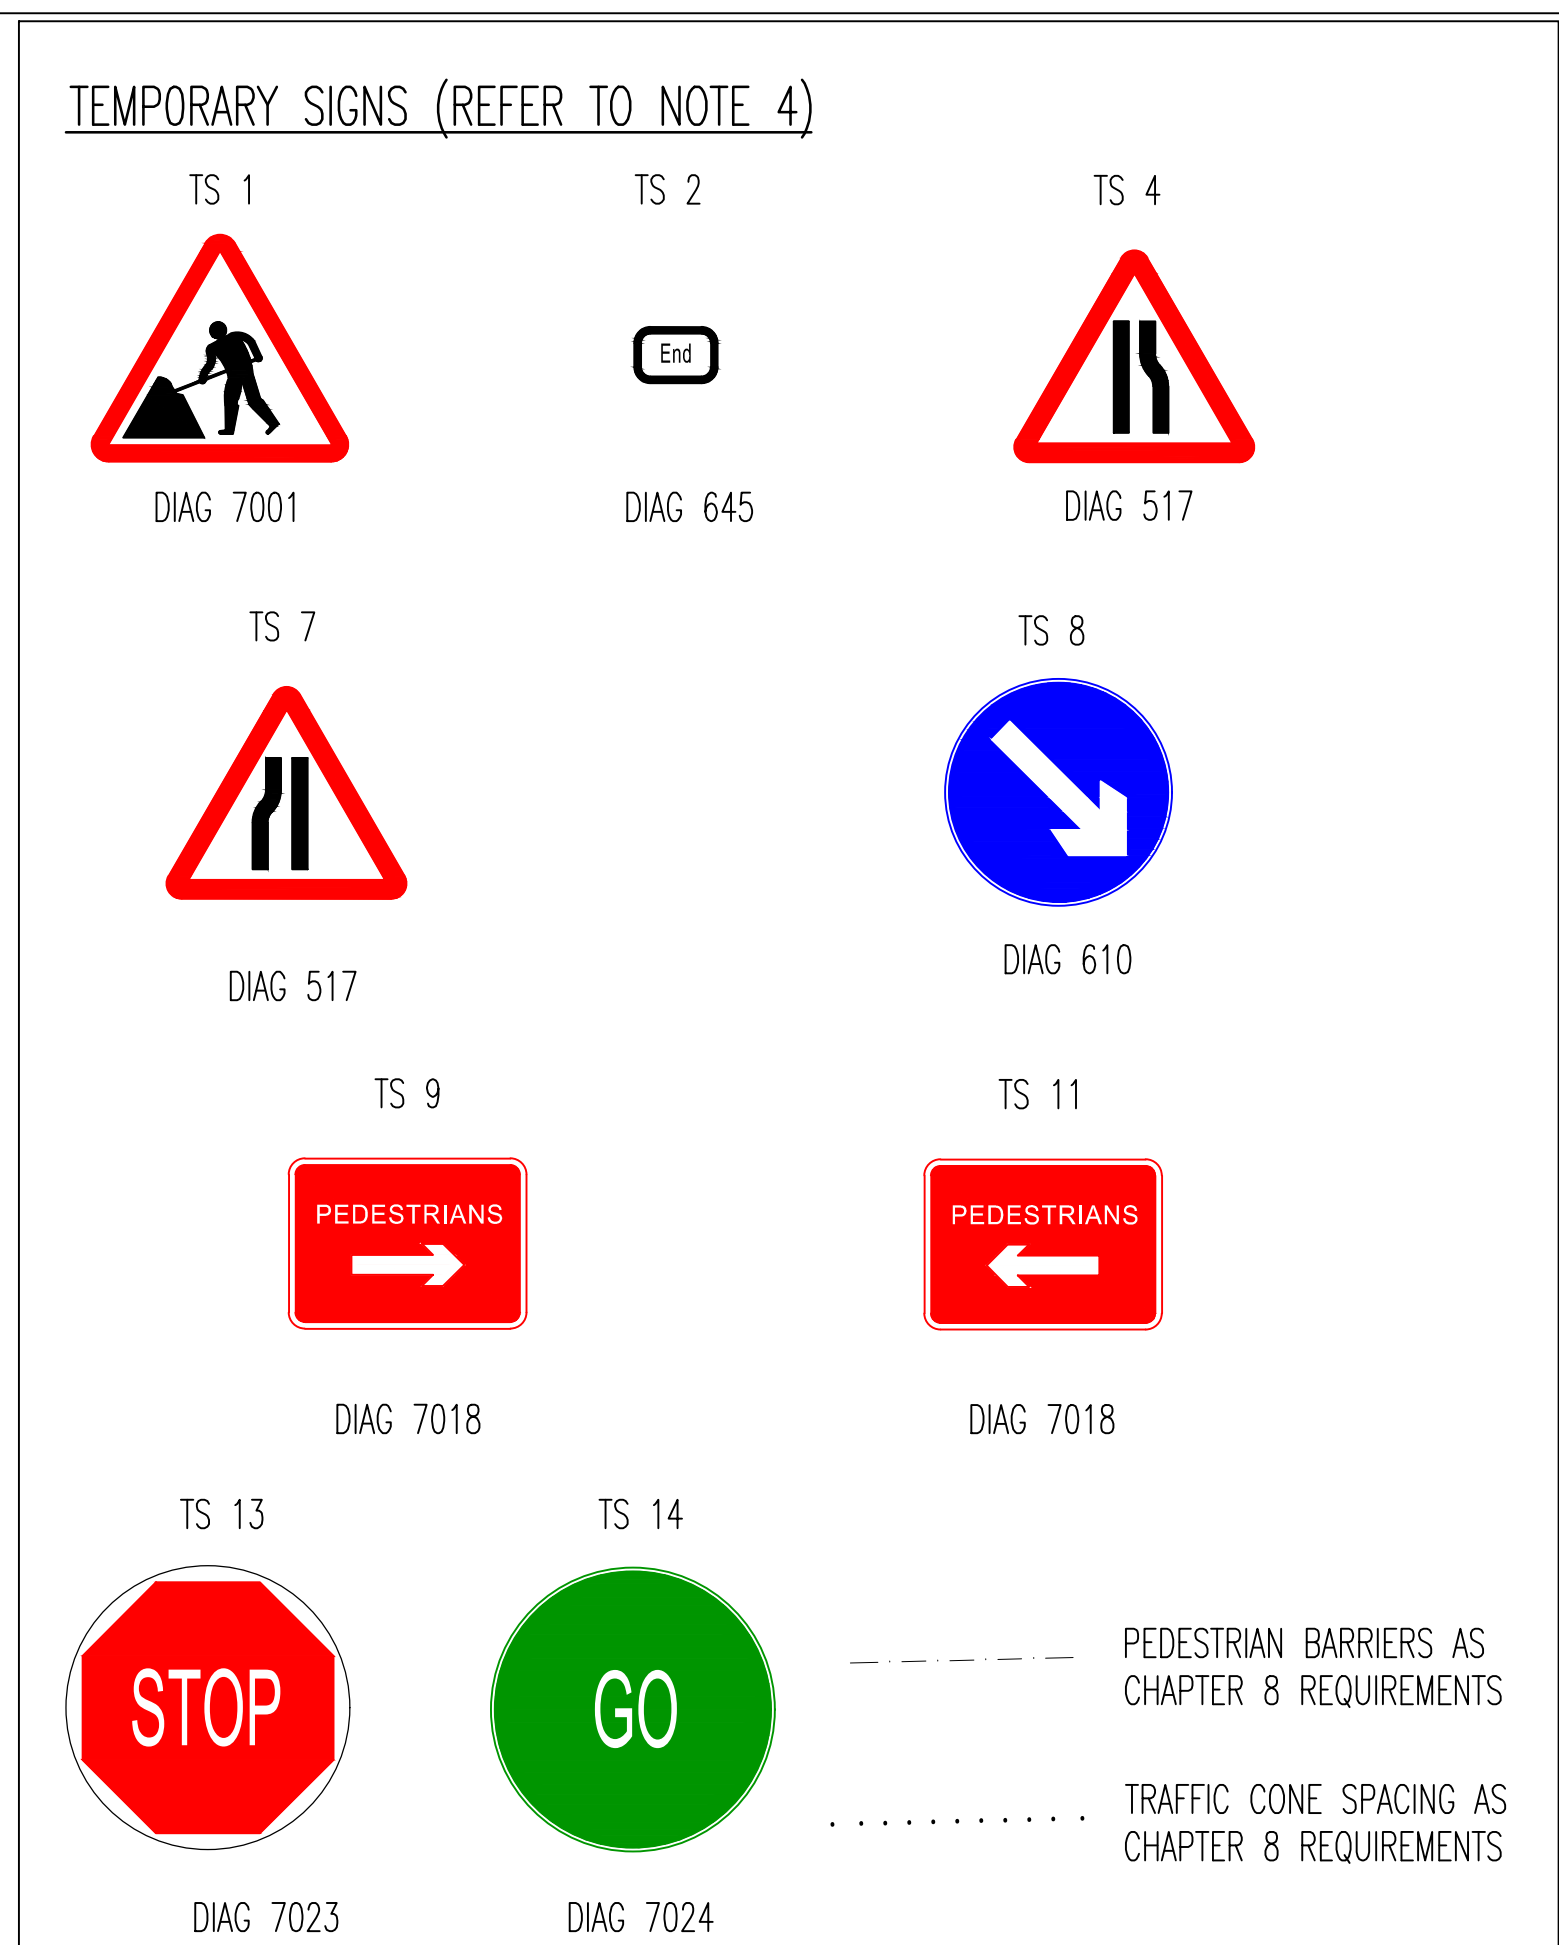 TEMPORARY SIGNS (REFER TO NOTE 4)
TS 1
TS 2
TS 4
End
DIAG 7001
DIAG 645
DIAG 517
TS 7
TS 8
DIAG 517
DIAG 610
TS 9
TS 11
PEDESTRIANS
PEDESTRIANS
DIAG 7018
DIAG 7018
TS 13
TS 14
STOP
GO
PEDESTRIAN BARRIERS AS
CHAPTER 8 REQUIREMENTS
TRAFFIC CONE SPACING AS
CHAPTER 8 REQUIREMENTS
DIAG 7023
DIAG 7024